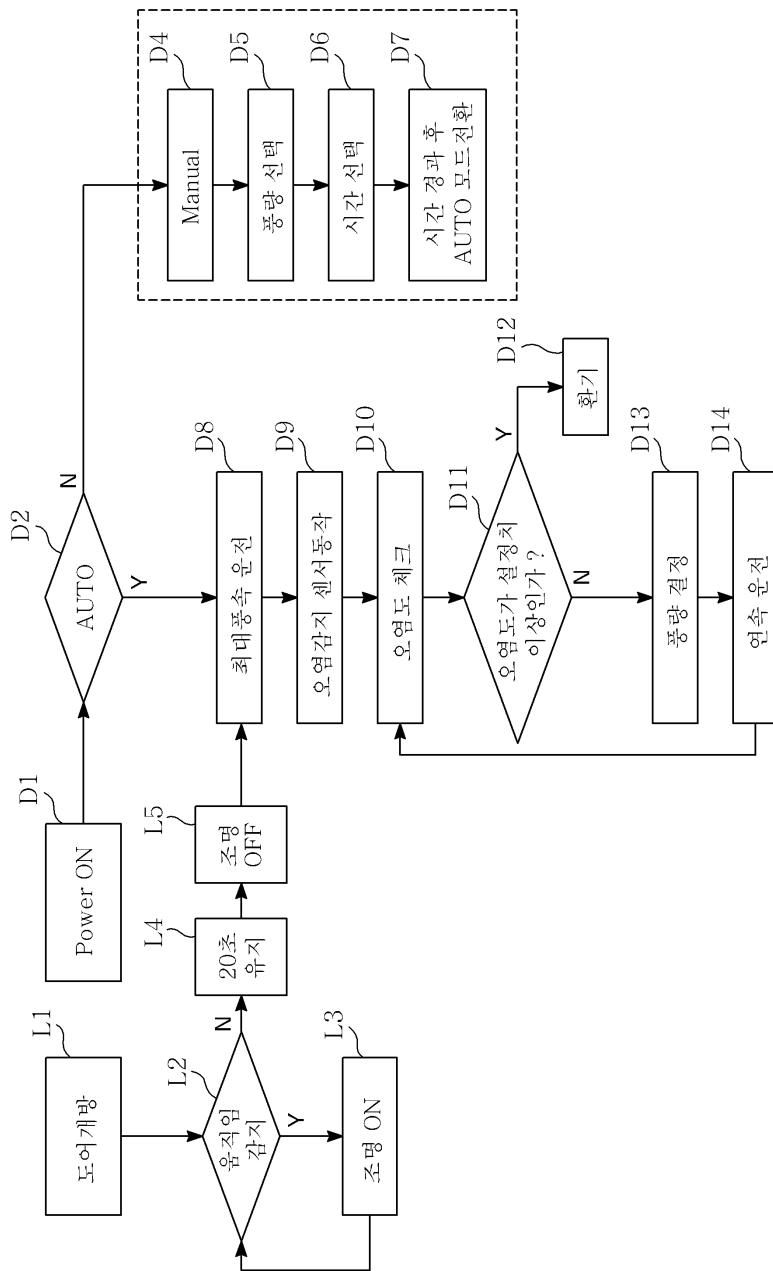 L1
도어개방
L2
움직임
감지
N
Y
L3
조명 ON
L4
20초
유지
L5
조명
OFF
D1
Power ON
D2
AUTO
N
Y
D4
Manual
D5
풍량 선택
D6
시간 선택
D7
시간 경과 후
AUTO 모드전환
D8
최대풍속 운전
D9
오염감지 센서동작
D10
오염도 체크
D11
오염도가 설정치
이상인가?
Y
N
D12
환기
D13
풍량 결정
D14
연속 운전